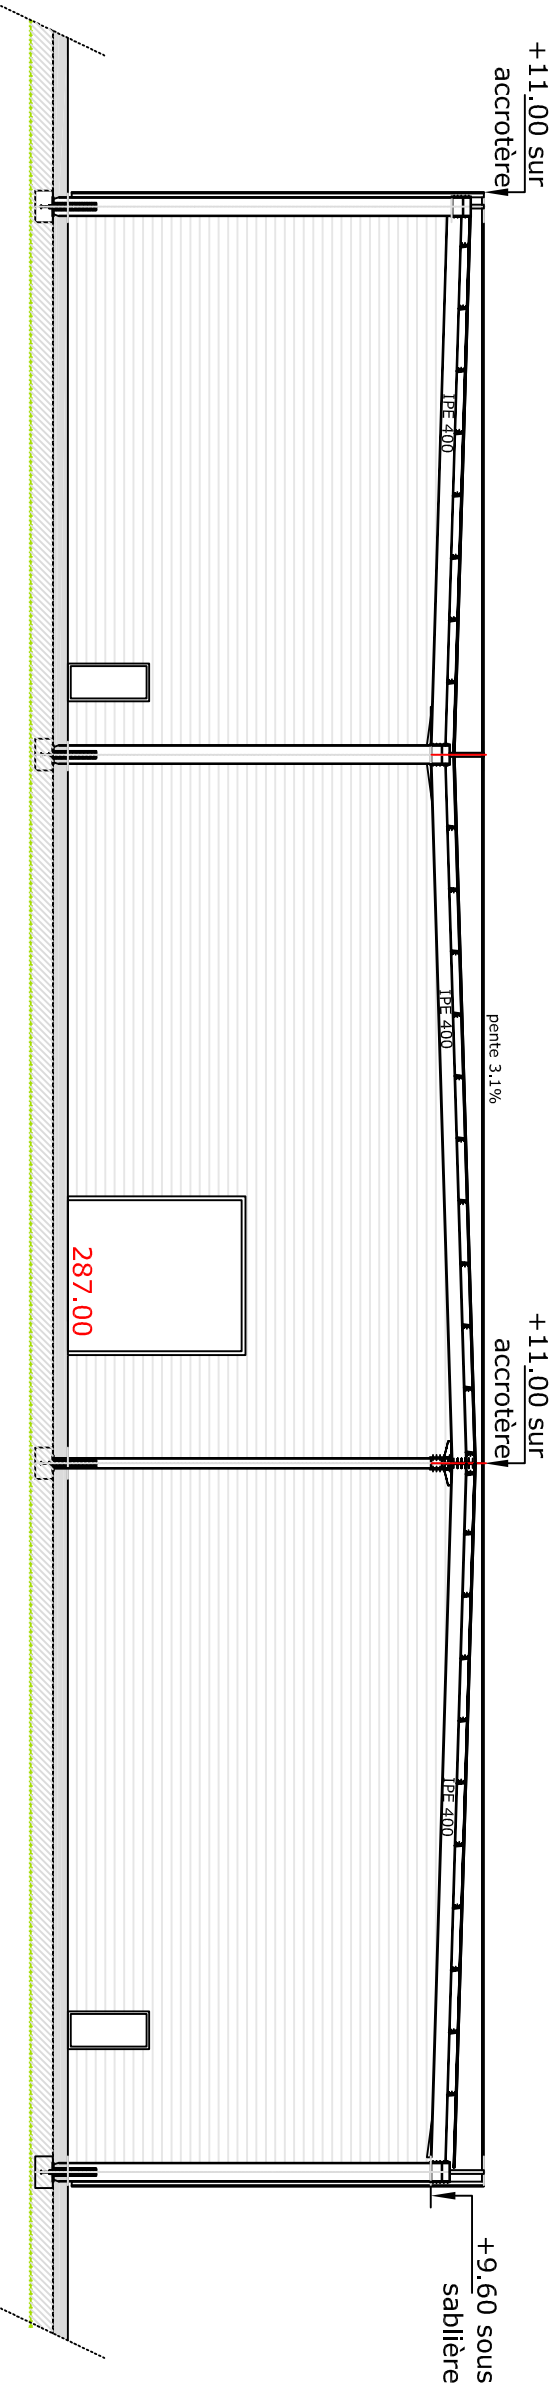 +11.00 sur
accrotère
IPE 400
pente 3.1%
IPE 400
287.00
+11.00 sur
accrotère
IPE 400
+9.60 sous
sablière